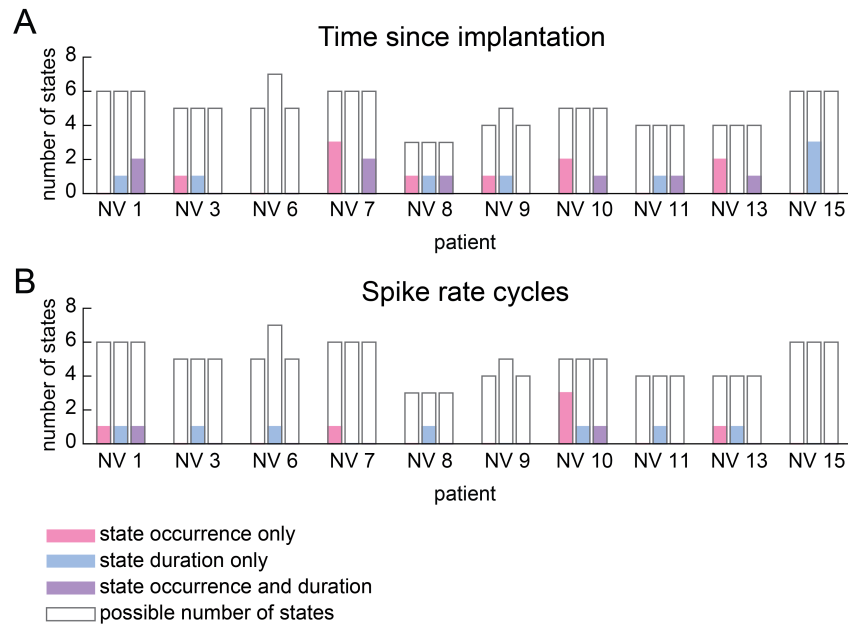 A
Time since implantation
number of states
8
6
4
2
0
NV 1 NV 3 NV 6 NV 7 NV 8 NV 9 NV 10 NV 11 NV 13 NV 15
patient
B
Spike rate cycles
number of states
8
6
4
2
0
NV 1 NV 3 NV 6 NV 7 NV 8 NV 9 NV 10 NV 11 NV 13 NV 15
patient
state occurrence only
state duration only
state occurrence and duration
possible number of states